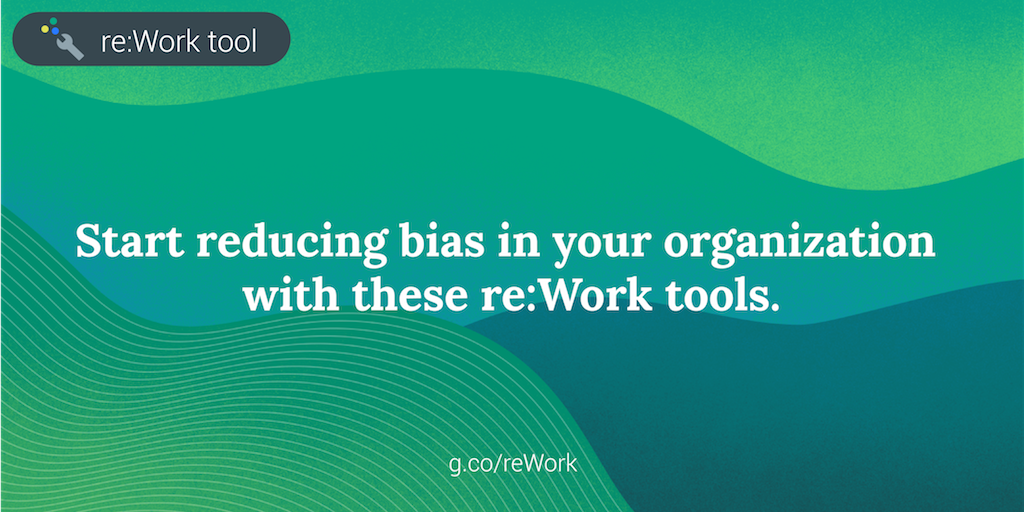 re:Work tool
Start reducing bias in your organization
with these re:Work tools.
g.co/reWork